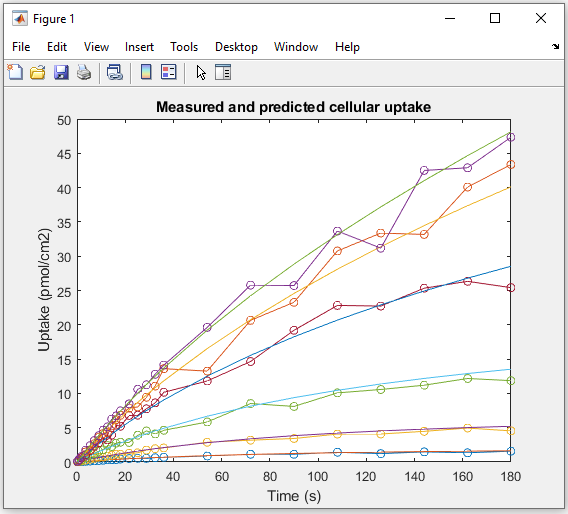 Figure 1
File Edit View Insert Tools Desktop Window Help
Measured and predicted cellular uptake
50
45
40
35
30
25
20
15
10
5
0
Uptake (pmol/cm2)
0 20 40 60 80 100 120 140 160 180
Time (s)